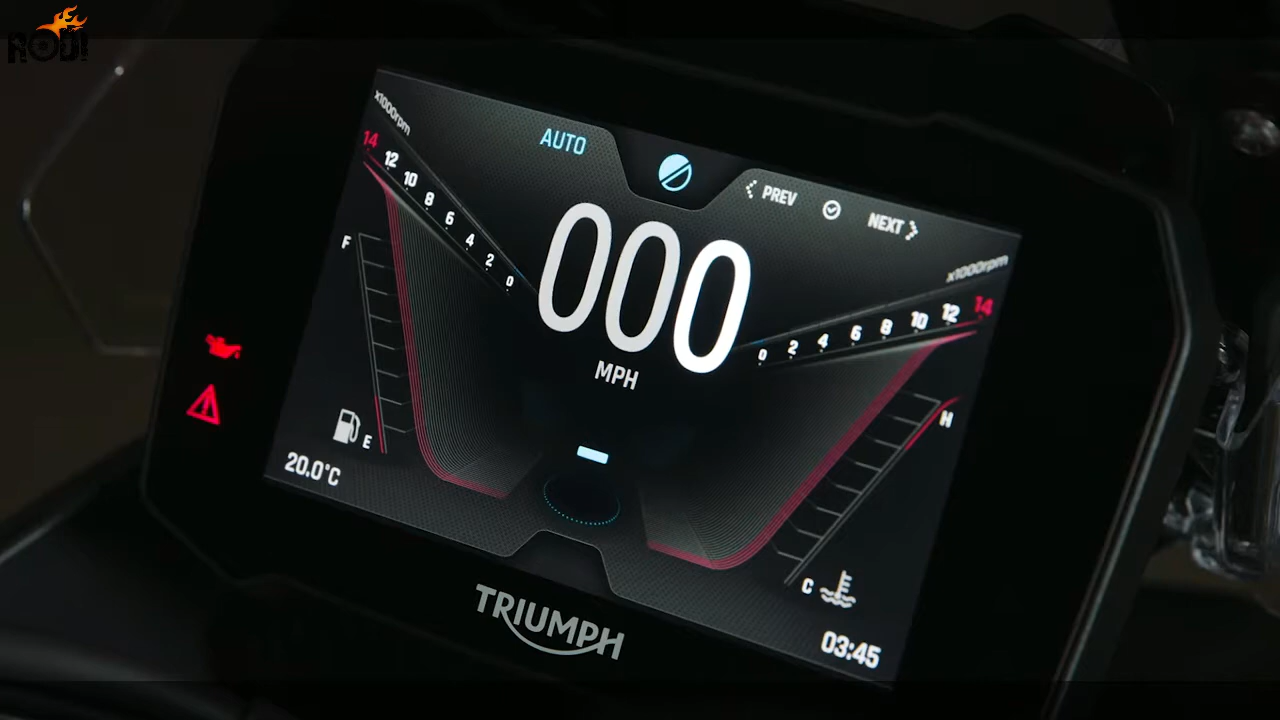 RODI
x1000rpm
14 12 10 8 6 4 2 0
AUTO
PREV
NEXT
000
MPH
x1000rpm
0 2 4 6 8 10 12 14
F
E
20.0°C
H
C
03:45
TRIUMPH